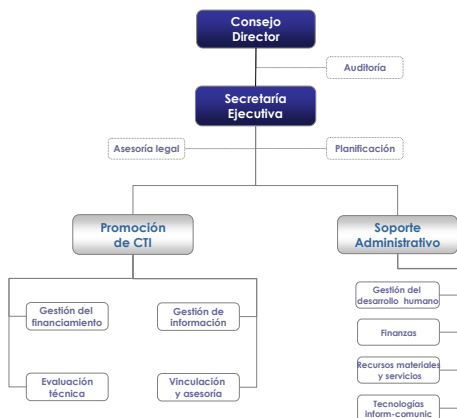 Consejo
Director
Auditoría
Secretaría
Ejecutiva
Asesoría legal
Planificación
Promoción
de CTI
Soporte
Administrativo
Gestión del
financiamiento
Gestión de
información
Evaluación
técnica
Vinculación
y asesoría
Gestión del
desarrollo humano
Finanzas
Recursos materiales
y servicios
Tecnologías
inform-comunic